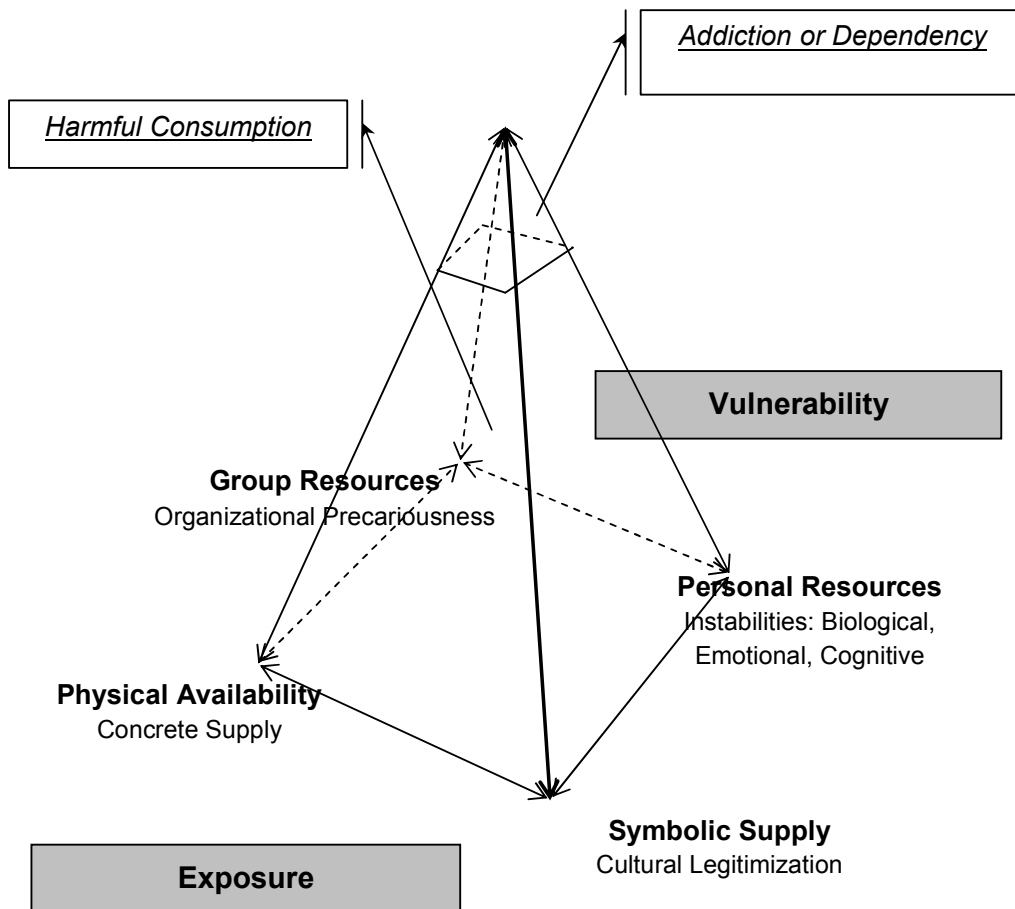 Addiction or Dependency
Harmful Consumption
Vulnerability
Group Resources
Organizational Precariousness
Personal Resources
Instabilities: Biological,
Emotional, Cognitive
Physical Availability
Concrete Supply
Symbolic Supply
Cultural Legitimization
Exposure